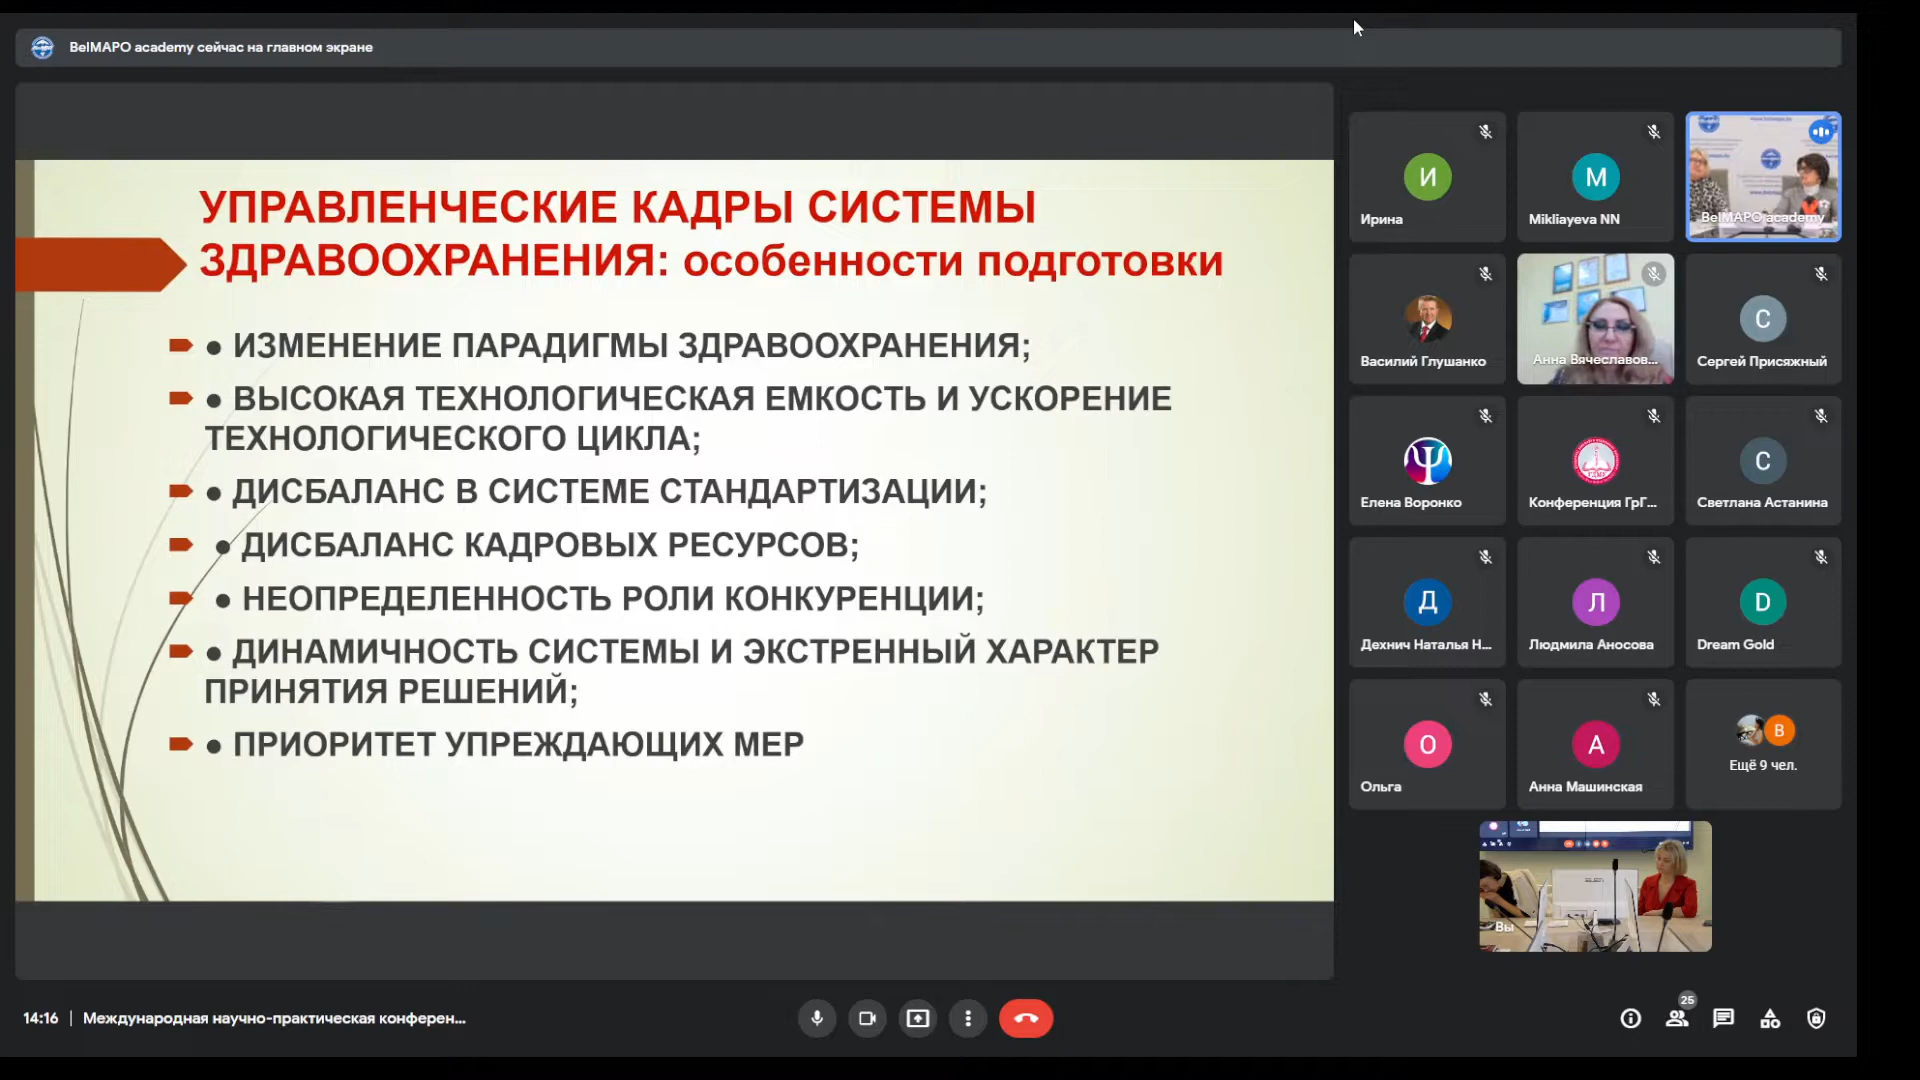 BelMAPO academy сейчас на главном экране
УПРАВЛЕНЧЕСКИЕ КАДРЫ СИСТЕМЫ
ЗДРАВООХРАНЕНИЯ: особенности подготовки
● ИЗМЕНЕНИЕ ПАРАДИГМЫ ЗДРАВООХРАНЕНИЯ;
● ВЫСОКАЯ ТЕХНОЛОГИЧЕСКАЯ ЕМКОСТЬ И УСКОРЕНИЕ
ТЕХНОЛОГИЧЕСКОГО ЦИКЛА;
● ДИСБАЛАНС В СИСТЕМЕ СТАНДАРТИЗАЦИИ;
● ДИСБАЛАНС КАДРОВЫХ РЕСУРСОВ;
● НЕОПРЕДЕЛЕННОСТЬ РОЛИ КОНКУРЕНЦИИ;
● ДИНАМИЧНОСТЬ СИСТЕМЫ И ЭКСТРЕННЫЙ ХАРАКТЕР
ПРИНЯТИЯ РЕШЕНИЙ;
● ПРИОРИТЕТ УПРЕЖДАЮЩИХ МЕР
И
Ирина
M
Mikliayeva NN
BelMAPO academy
Василий Глушанко
Анна Вячеславов...
С
Сергей Присяжный
Ψ
Елена Воронко
Конференция ГрГ...
С
Светлана Астанина
Д
Дехнич Наталья Н...
Л
Людмила Аносова
D
Dream Gold
О
Ольга
А
Анна Машинская
В
Ещё 9 чел.
Вы
14:16 | Международная научно-практическая конферен...
25